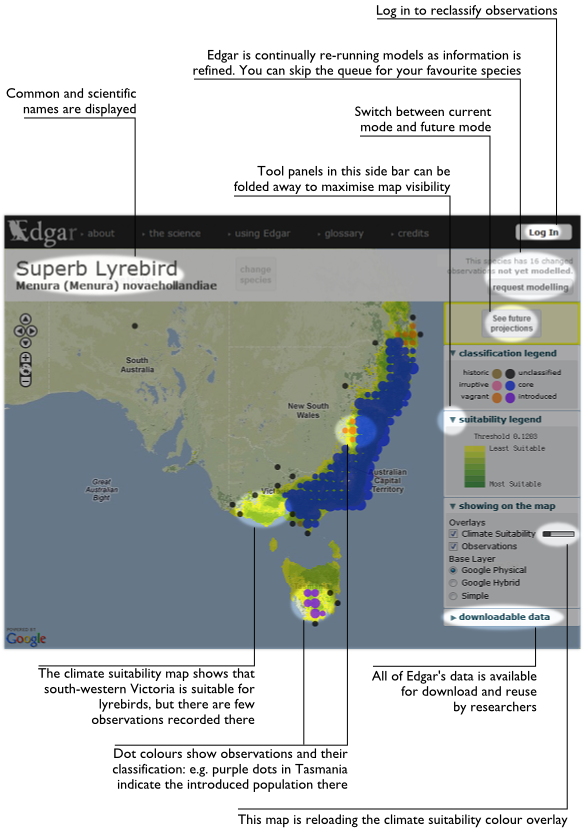 Log in to reclassify observations
Edgar is continually re-running models as information is
refined. You can skip the queue for your favourite species
Common and scientific
names are displayed
Switch between current
mode and future mode
Tool panels in this side bar can be
folded away to maximise map visibility
Edgar
about
the science
using Edgar
glossary
credits
Log In
Superb Lyrebird
Menura (Menura) novaehollandiae
change
species
This species has 16 changed
observations not yet modelled.
request modelling
See future
projections
classification legend
historic
unclassified
irruptive
core
vagrant
introduced
suitability legend
Threshold 0.1283
Least Suitable
Most Suitable
showing on the map
Overlays
Climate Suitability
Observations
Base Layer
Google Physical
Google Hybrid
Simple
downloadable data
South
Australia
New South
Wales
Great
Australian
Bight
Vict
Australian
Capital
Territory
POWERED BY
Google
The climate suitability map shows that
south-western Victoria is suitable for
lyrebirds, but there are few
observations recorded there
All of Edgar's data is available
for download and reuse
by researchers
Dot colours show observations and their
classification: e.g. purple dots in Tasmania
indicate the introduced population there
This map is reloading the climate suitability colour overlay